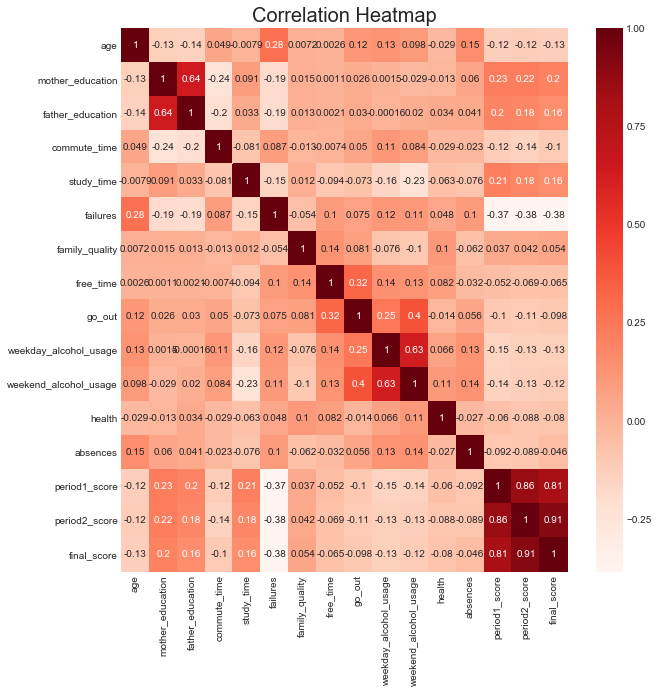 Correlation Heatmap
age 1 -0.13 -0.14 0.049 -0.0079 0.28 0.0072 0.0026 0.12 0.13 0.098 -0.029 0.15 -0.12 -0.12 -0.13
mother_education -0.13 1 0.64 -0.24 0.091 -0.19 0.015 0.0011 0.026 0.0015 -0.029 -0.013 0.06 0.23 0.22 0.2
father_education -0.14 0.64 1 -0.2 0.033 -0.19 0.013 0.0021 0.03 -0.00016 0.02 0.034 0.041 0.2 0.18 0.16
commute_time 0.049 -0.24 -0.2 1 -0.081 0.087 -0.013 -0.0074 0.05 0.11 0.084 -0.029 -0.023 -0.12 -0.14 -0.1
study_time -0.0079 0.091 0.033 -0.081 1 -0.15 0.012 -0.094 -0.073 -0.16 -0.23 -0.063 -0.076 0.21 0.18 0.16
failures 0.28 -0.19 -0.19 0.087 -0.15 1 -0.054 0.1 0.075 0.12 0.11 0.048 0.1 -0.37 -0.38 -0.38
family_quality 0.0072 0.015 0.013 -0.013 0.012 -0.054 1 0.14 0.081 -0.076 -0.1 0.1 -0.062 0.037 0.042 0.054
free_time 0.0026 0.0011 0.0021 -0.0074 -0.094 0.1 0.14 1 0.32 0.14 0.13 0.082 -0.032 -0.052 -0.069 -0.065
go_out 0.12 0.026 0.03 0.05 -0.073 0.075 0.081 0.32 1 0.25 0.4 -0.014 0.056 -0.1 -0.11 -0.098
weekday_alcohol_usage 0.13 0.0015 -0.00016 0.11 -0.16 0.12 -0.076 0.14 0.25 1 0.63 0.066 0.13 -0.15 -0.13 -0.13
weekend_alcohol_usage 0.098 -0.029 0.02 0.084 -0.23 0.11 -0.1 0.13 0.4 0.63 1 0.11 0.14 -0.14 -0.13 -0.12
health -0.029 -0.013 0.034 -0.029 -0.063 0.048 0.1 0.082 -0.014 0.066 0.11 1 -0.027 -0.06 -0.088 -0.08
absences 0.15 0.06 0.041 -0.023 -0.076 0.1 -0.062 -0.032 0.056 0.13 0.14 -0.027 1 -0.092 -0.089 -0.046
period1_score -0.12 0.23 0.2 -0.12 0.21 -0.37 0.037 -0.052 -0.1 -0.15 -0.14 -0.06 -0.092 1 0.86 0.81
period2_score -0.12 0.22 0.18 -0.14 0.18 -0.38 0.042 -0.069 -0.11 -0.13 -0.13 -0.088 -0.089 0.86 1 0.91
final_score -0.13 0.2 0.16 -0.1 0.16 -0.38 0.054 -0.065 -0.098 -0.13 -0.12 -0.08 -0.046 0.81 0.91 1
age
mother_education
father_education
commute_time
study_time
failures
family_quality
free_time
go_out
weekday_alcohol_usage
weekend_alcohol_usage
health
absences
period1_score
period2_score
final_score
1.00
0.75
0.50
0.25
0.00
−0.25